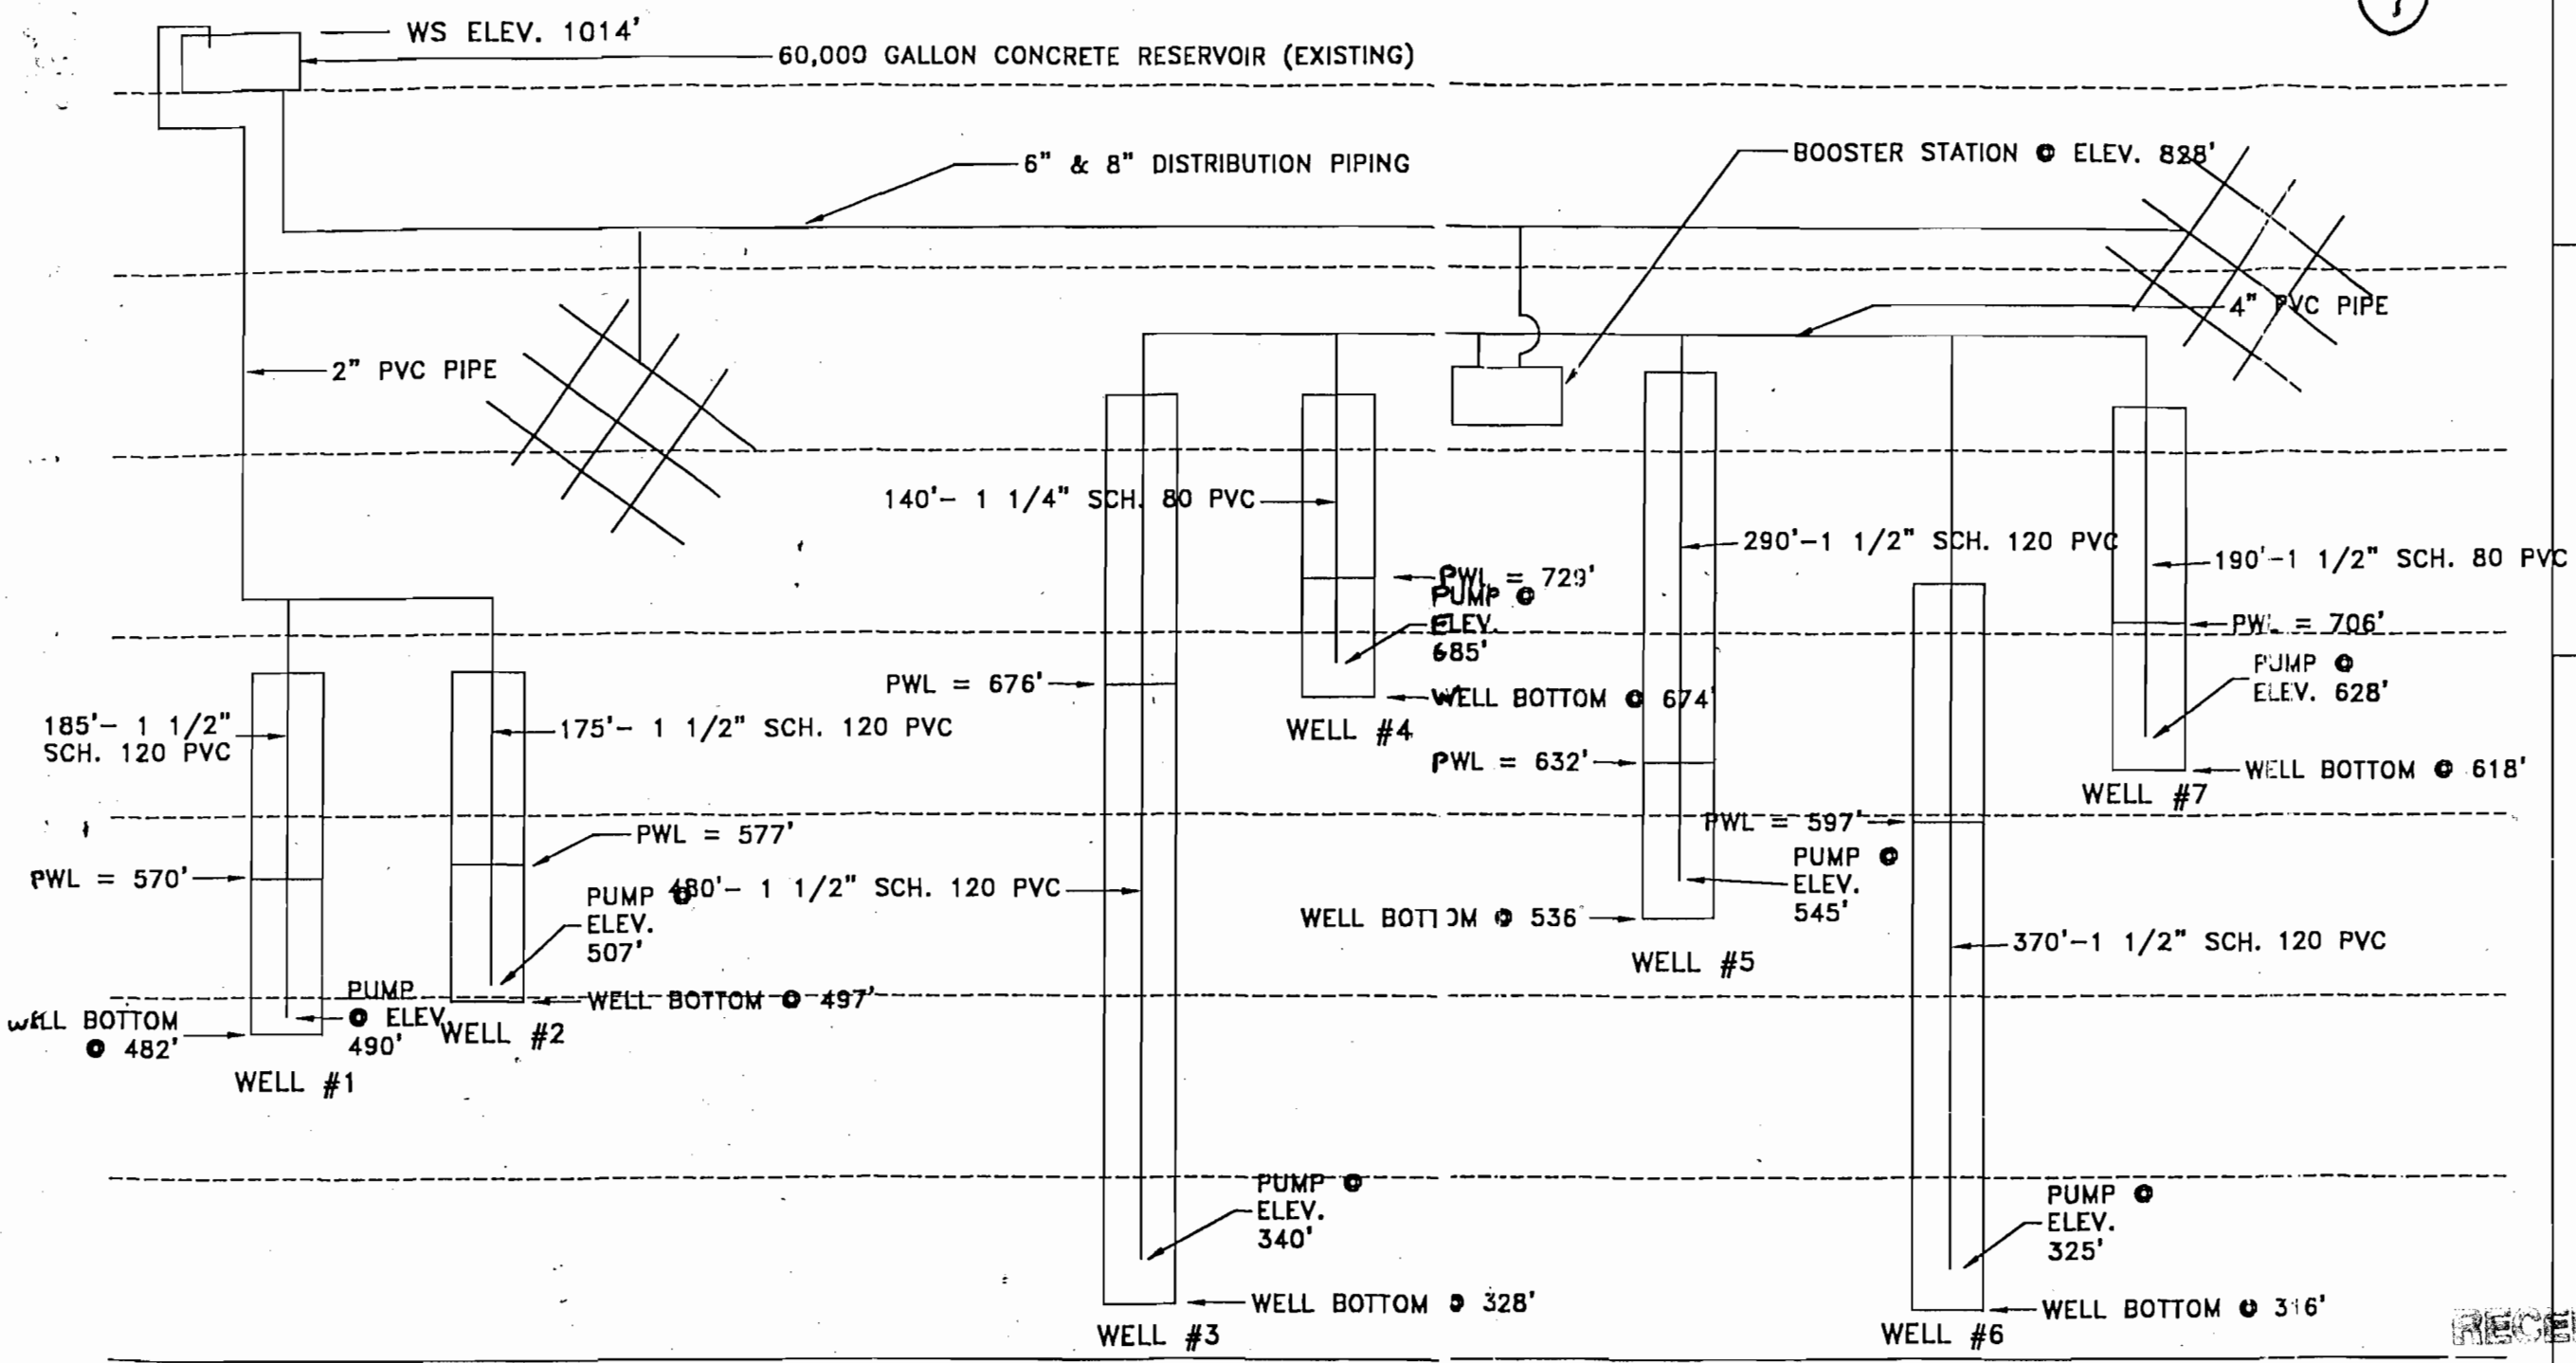 WS ELEV. 1014'
60,000 GALLON CONCRETE RESERVOIR (EXISTING)
6" & 8" DISTRIBUTION PIPING
BOOSTER STATION @ ELEV. 828'
4" PVC PIPE
2" PVC PIPE
140'- 1 1/4" SCH. 80 PVC
290'-1 1/2" SCH. 120 PVC
190'-1 1/2" SCH. 80 PVC
PWL = 729'
PUMP @
ELEV.
685'
PWL = 706'
PUMP @
ELEV. 628'
PWL = 676'
WELL BOTTOM @ 674'
WELL #4
185'- 1 1/2"
SCH. 120 PVC
175'- 1 1/2" SCH. 120 PVC
PWL = 632'
WELL BOTTOM @ 618'
WELL #7
PWL = 577'
PWL = 597'
PUMP @
ELEV.
545'
PWL = 570'
PUMP @
ELEV.
507'
480'- 1 1/2" SCH. 120 PVC
WELL BOTTOM @ 536'
WELL #5
370'-1 1/2" SCH. 120 PVC
PUMP
@ ELEV.
490'
WELL BOTTOM @ 497'
WELL #2
WELL BOTTOM
@ 482'
WELL #1
PUMP @
ELEV.
340'
PUMP @
ELEV.
325'
WELL BOTTOM @ 328'
WELL #3
WELL BOTTOM @ 316'
WELL #6